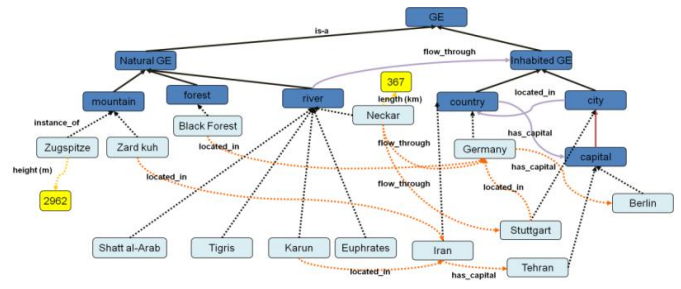 GE
is-a
Natural GE
flow_through
Inhabited GE
367
mountain
forest
river
length (km)
country
located_in
city
instance_of
Black Forest
Neckar
has_capital
Zugspitze
Zard kuh
located_in
flow_through
Germany
capital
height (m)
located_in
flow_through
has_capital
located_in
2962
Berlin
Stuttgart
Shatt al-Arab
Tigris
Karun
Euphrates
Iran
located_in
has_capital
Tehran